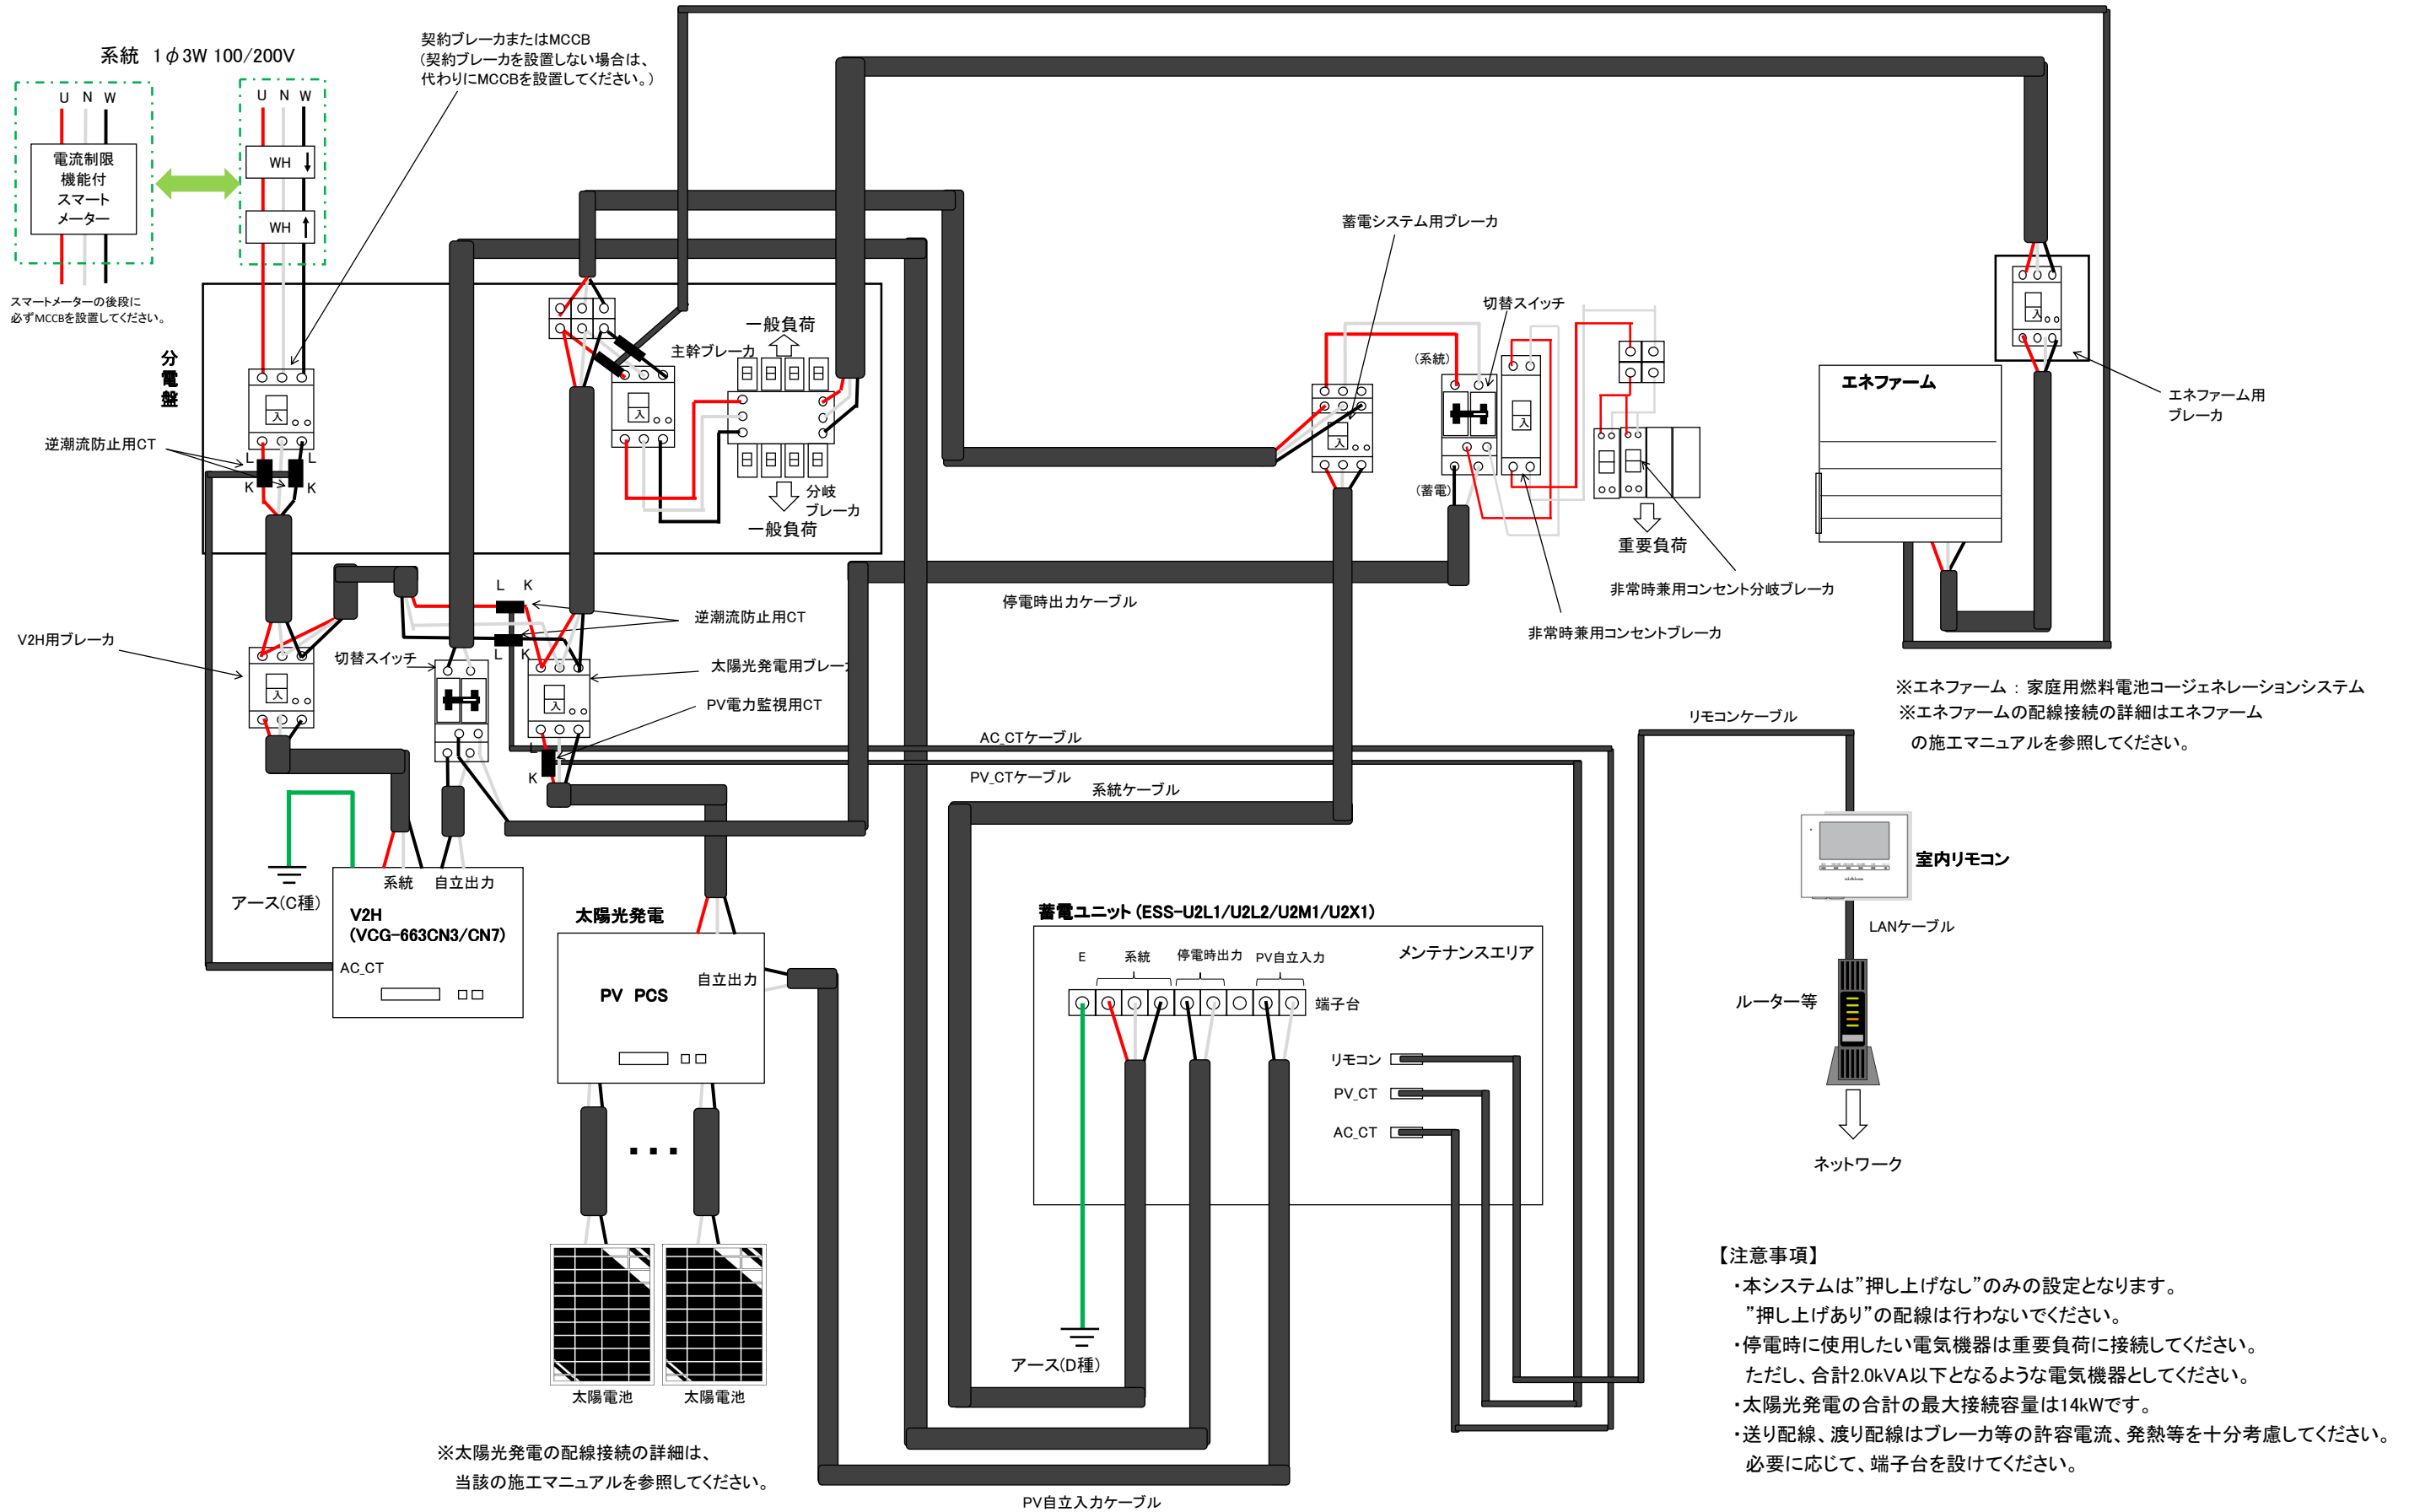 系統 1φ3W 100/200V
U N W
電流制限
機能付
スマート
メーター
U N W
WH
WH
スマートメーターの後段に
必ずMCCBを設置してください。
契約ブレーカまたはMCCB
(契約ブレーカを設置しない場合は、
代わりにMCCBを設置してください。)
分電盤
入
逆潮流防止用CT
L
L
K
K
主幹ブレーカ
入
一般負荷
分岐
ブレーカ
一般負荷
蓄電システム用ブレーカ
入
切替スイッチ
(系統)
(蓄電)
入
重要負荷
非常時兼用コンセント分岐ブレーカ
非常時兼用コンセントブレーカ
エネファーム
入
エネファーム用
ブレーカ
※エネファーム : 家庭用燃料電池コージェネレーションシステム
※エネファームの配線接続の詳細はエネファーム
の施工マニュアルを参照してください。
V2H用ブレーカ
入
切替スイッチ
L K
L K
逆潮流防止用CT
太陽光発電用ブレーカ
入
PV電力監視用CT
L
K
停電時出力ケーブル
AC_CTケーブル
PV_CTケーブル
系統ケーブル
リモコンケーブル
アース(C種)
系統 自立出力
V2H
(VCG-663CN3/CN7)
AC_CT
太陽光発電
PV PCS
自立出力
太陽電池
太陽電池
※太陽光発電の配線接続の詳細は、
当該の施工マニュアルを参照してください。
蓄電ユニット(ESS-U2L1/U2L2/U2M1/U2X1)
メンテナンスエリア
E 系統 停電時出力 PV自立入力
端子台
リモコン
PV_CT
AC_CT
アース(D種)
PV自立入力ケーブル
室内リモコン
LANケーブル
ルーター等
ネットワーク
【注意事項】
・本システムは”押し上げなし”のみの設定となります。
”押し上げあり”の配線は行わないでください。
・停電時に使用したい電気機器は重要負荷に接続してください。
ただし、合計2.0kVA以下となるような電気機器としてください。
・太陽光発電の合計の最大接続容量は14kWです。
・送り配線、渡り配線はブレーカ等の許容電流、発熱等を十分考慮してください。
必要に応じて、端子台を設けてください。